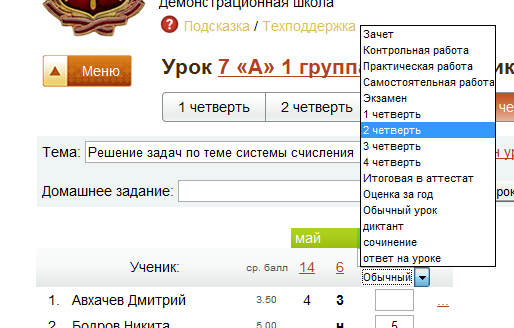 Демонстрационная школа
? Подсказка / Техподдержка
Меню
Урок 7 «А» 1 группа
1 четверть
2 четверть
Тема:
Решение задач по теме системы счисления
Домашнее задание:
Зачет
Контрольная работа
Практическая работа
Самостоятельная работа
Экзамен
1 четверть
2 четверть
3 четверть
4 четверть
Итоговая в аттестат
Оценка за год
Обычный урок
диктант
сочинение
ответ на уроке
май
Ученик:
ср. балл
14
6
Обычный
1. Авхачев Дмитрий
3.50
4
3
...
2. Бодров Никита
5.00
н
5